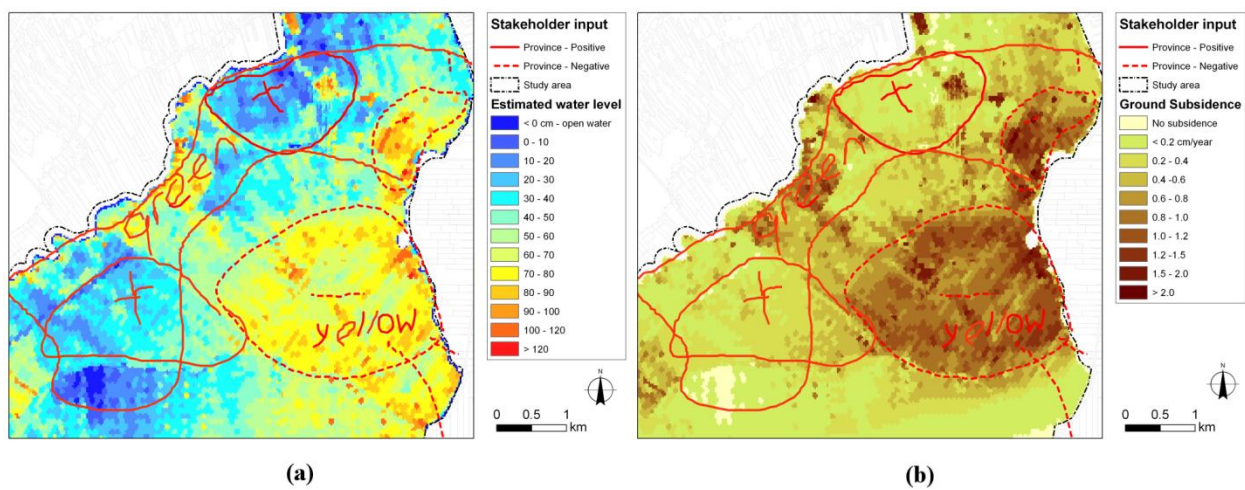 Stakeholder input
Province - Positive
Province - Negative
Study area
Estimated water level
< 0 cm - open water
0 - 10
10 - 20
20 - 30
30 - 40
40 - 50
50 - 60
60 - 70
70 - 80
80 - 90
90 - 100
100 - 120
> 120
N
0 0.5 1
km
green
yellow
(a)
Stakeholder input
Province - Positive
Province - Negative
Study area
Ground Subsidence
No subsidence
< 0.2 cm/year
0.2 - 0.4
0.4 -0.6
0.6 - 0.8
0.8 - 1.0
1.0 - 1.2
1.2 -1.5
1.5 - 2.0
> 2.0
N
0 0.5 1
km
green
yellow
(b)